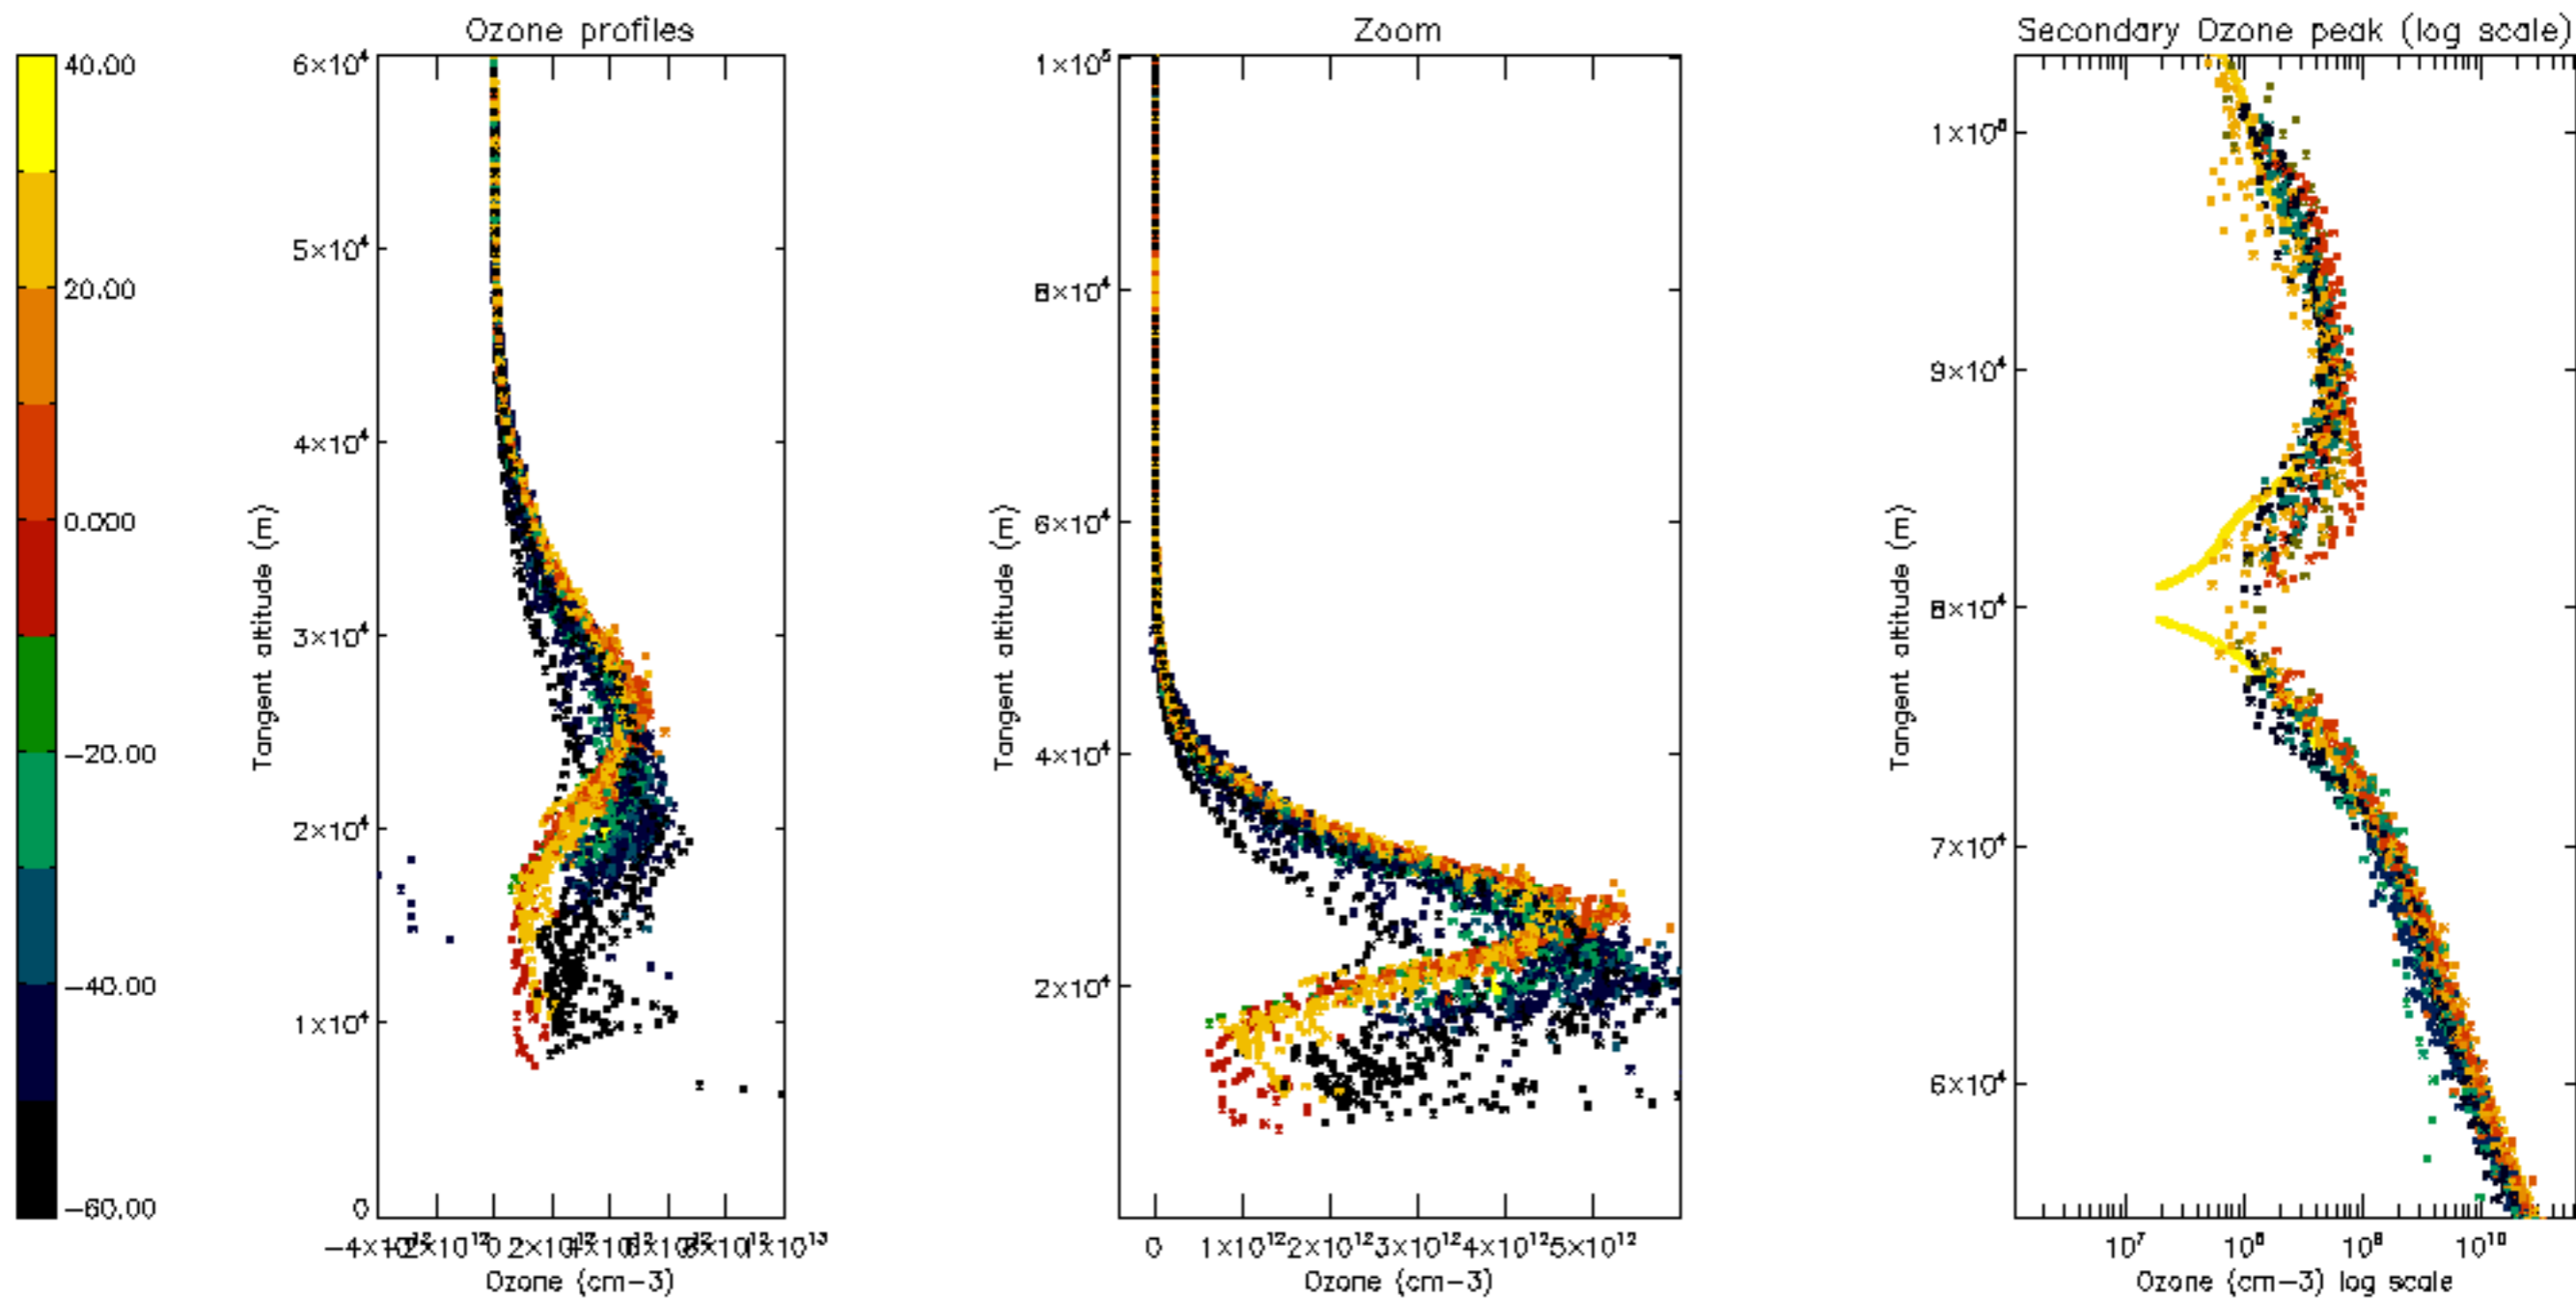 Ozone profiles
Zoom
Secondary Ozone peak (log scale)
40.00
20.00
0.000
−20.00
−40.00
−60.00
Tangent altitude (m)
6×10⁴
5×10⁴
4×10⁴
3×10⁴
2×10⁴
1×10⁴
0
Ozone (cm−3)
Tangent altitude (m)
1×10⁵
8×10⁴
6×10⁴
4×10⁴
2×10⁴
0 1×10¹² 2×10¹² 3×10¹² 4×10¹² 5×10¹²
Ozone (cm−3)
Tangent altitude (m)
1×10⁵
9×10⁴
8×10⁴
7×10⁴
6×10⁴
10⁷ 10⁸ 10⁹ 10¹⁰
Ozone (cm−3) log scale